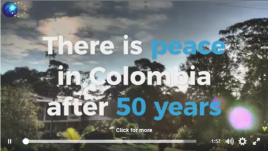 There is peace
in Colombia
after 50 years
Click for more
1:57